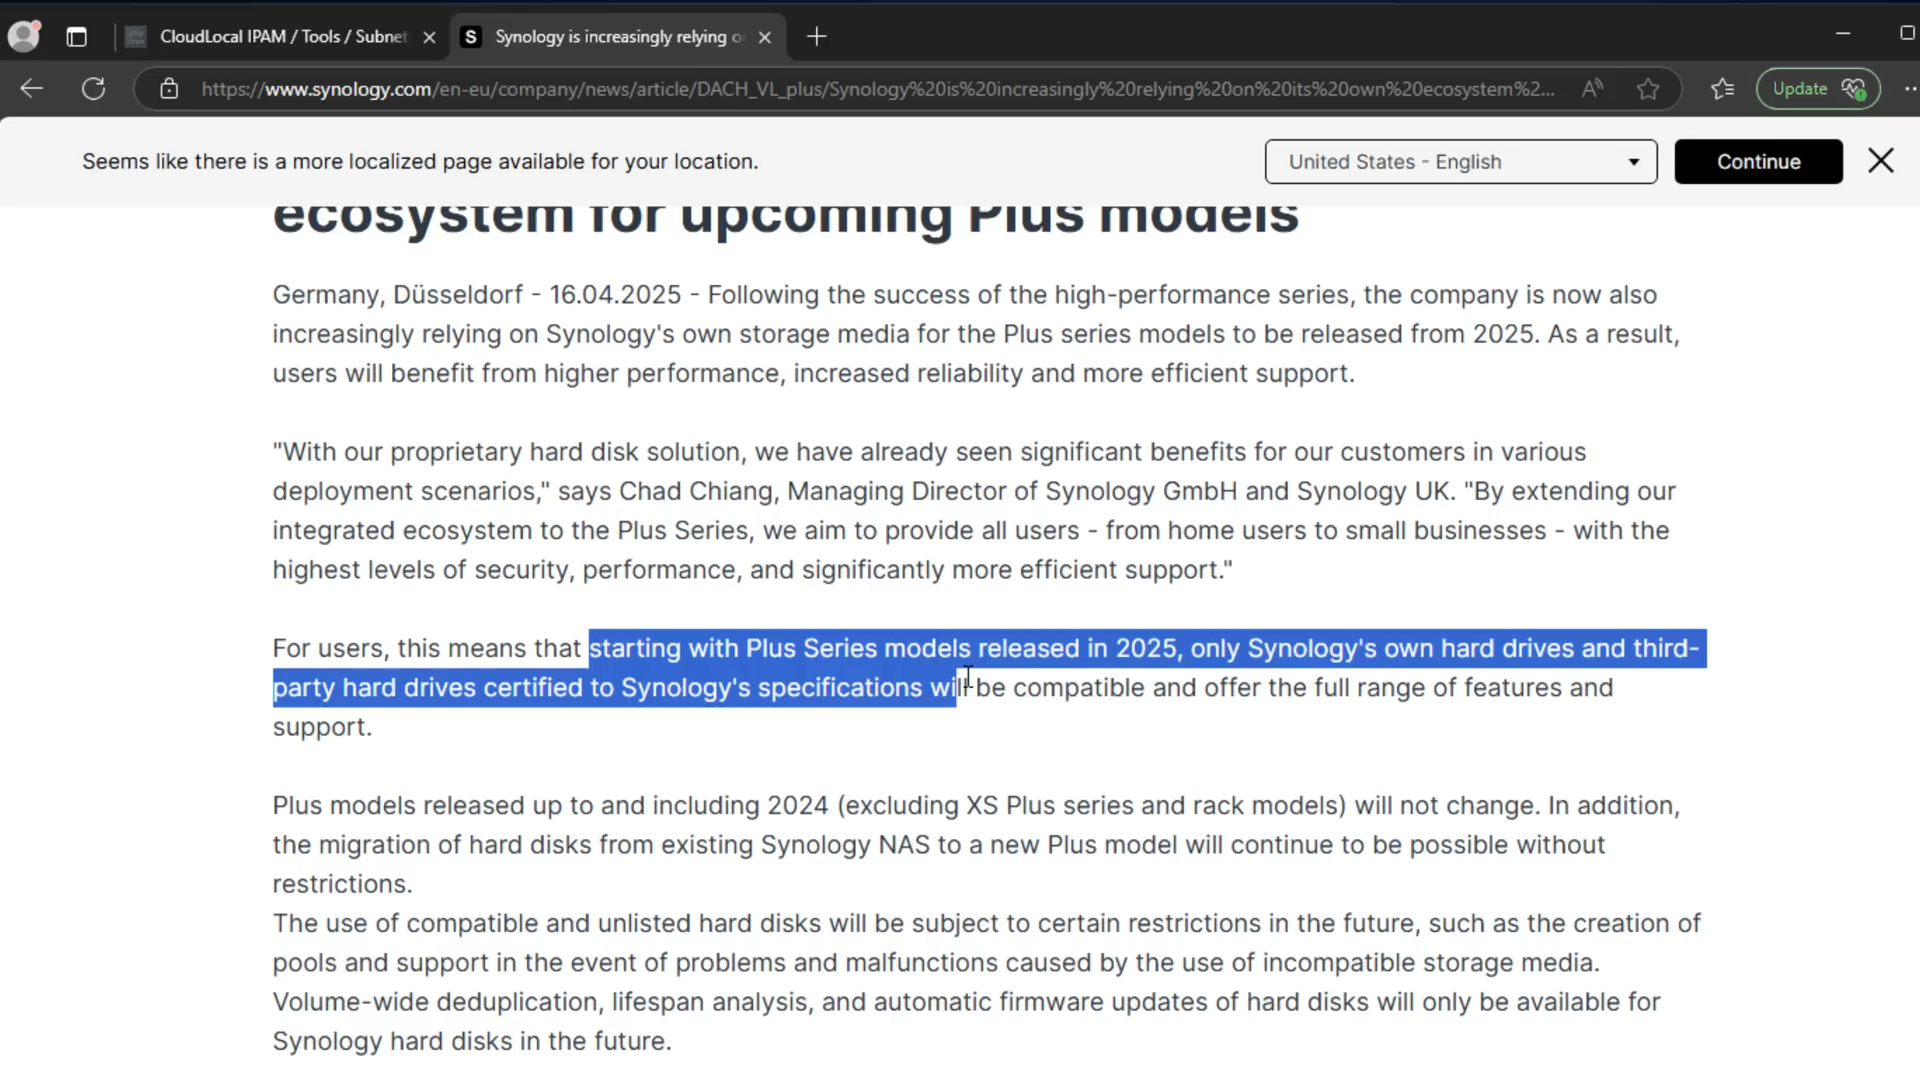 CloudLocal IPAM / Tools / Subnet
S Synology is increasingly relying o
https://www.synology.com/en-eu/company/news/article/DACH_VL_plus/Synology%20is%20increasingly%20relying%20on%20its%20own%20ecosystem%2...
Update
Seems like there is a more localized page available for your location.
United States - English
Continue
ecosystem for upcoming Plus models
Germany, Düsseldorf - 16.04.2025 - Following the success of the high-performance series, the company is now also
increasingly relying on Synology's own storage media for the Plus series models to be released from 2025. As a result,
users will benefit from higher performance, increased reliability and more efficient support.
"With our proprietary hard disk solution, we have already seen significant benefits for our customers in various
deployment scenarios," says Chad Chiang, Managing Director of Synology GmbH and Synology UK. "By extending our
integrated ecosystem to the Plus Series, we aim to provide all users - from home users to small businesses - with the
highest levels of security, performance, and significantly more efficient support."
For users, this means that starting with Plus Series models released in 2025, only Synology's own hard drives and third-
party hard drives certified to Synology's specifications will be compatible and offer the full range of features and
support.
Plus models released up to and including 2024 (excluding XS Plus series and rack models) will not change. In addition,
the migration of hard disks from existing Synology NAS to a new Plus model will continue to be possible without
restrictions.
The use of compatible and unlisted hard disks will be subject to certain restrictions in the future, such as the creation of
pools and support in the event of problems and malfunctions caused by the use of incompatible storage media.
Volume-wide deduplication, lifespan analysis, and automatic firmware updates of hard disks will only be available for
Synology hard disks in the future.